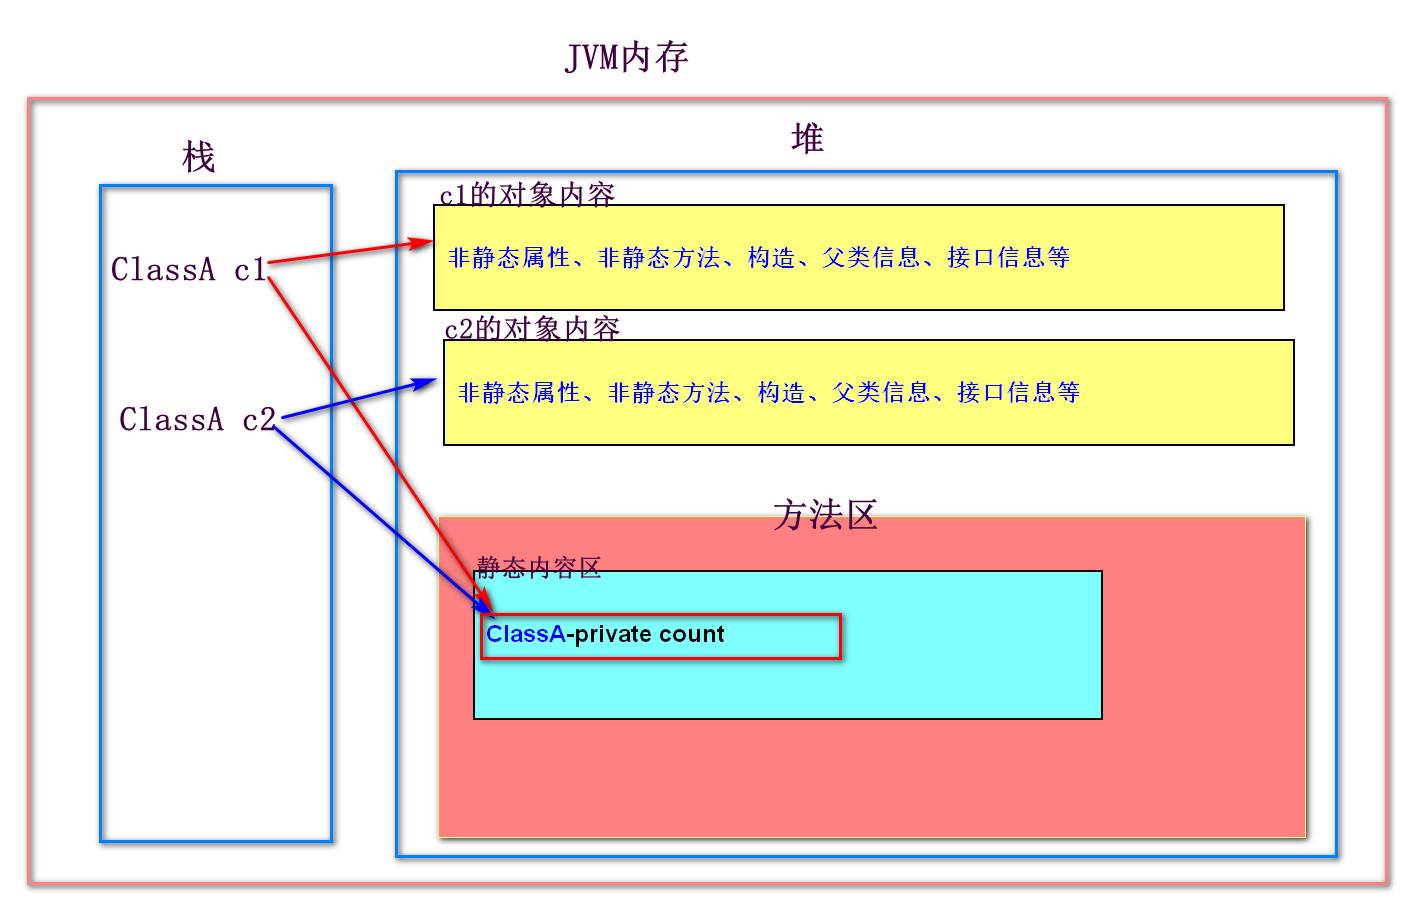 JVM内存
栈
堆
ClassA c1
ClassA c2
c1的对象内容
非静态属性、非静态方法、构造、父类信息、接口信息等
c2的对象内容
非静态属性、非静态方法、构造、父类信息、接口信息等
方法区
静态内容区
ClassA-private count